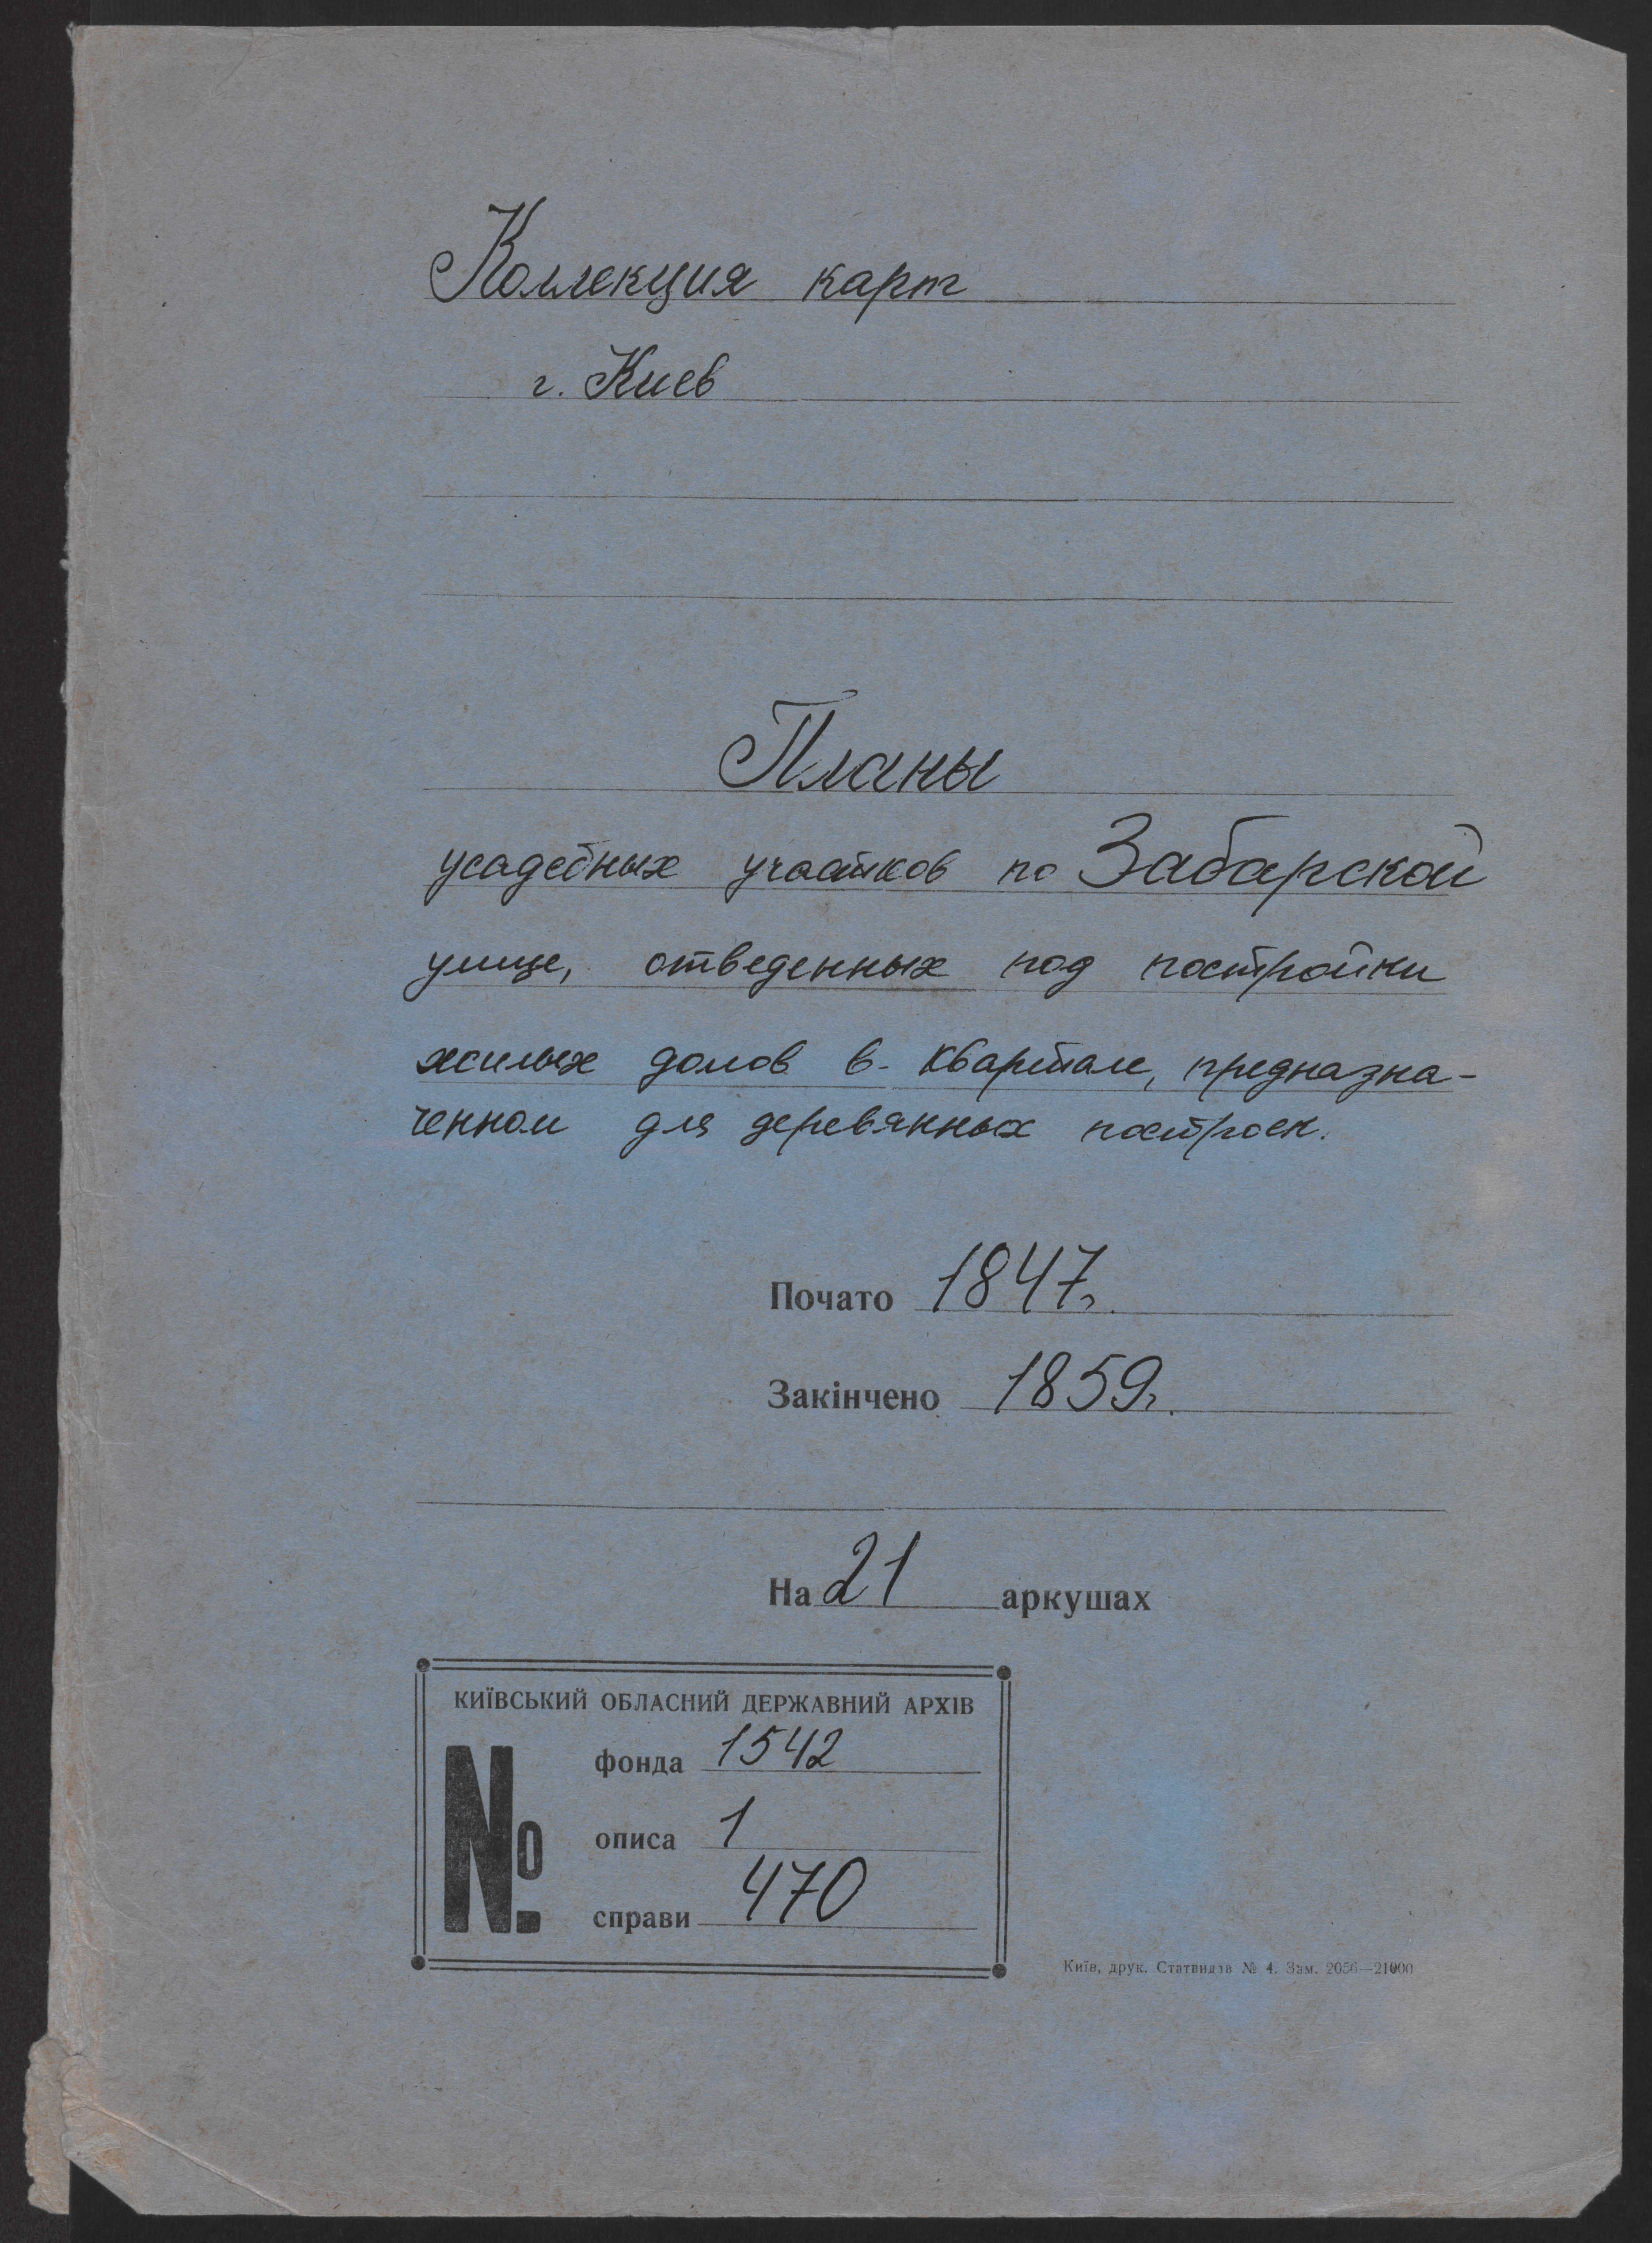 Коллекция карт
г. Киев
Планы
усадебных участков по Забарской
улице, отведенных под постройки
жилых домов в квартале, предназна-
ченном для деревянных построек.
Почато 1847г.
Закінчено 1859г.
На 21 аркушах
КИЇВСЬКИЙ ОБЛАСНИЙ ДЕРЖАВНИЙ АРХІВ
№
фонда 1542
описа 1
справи 470
Київ, друк. Статвидав № 4. Зам. 2056—21000